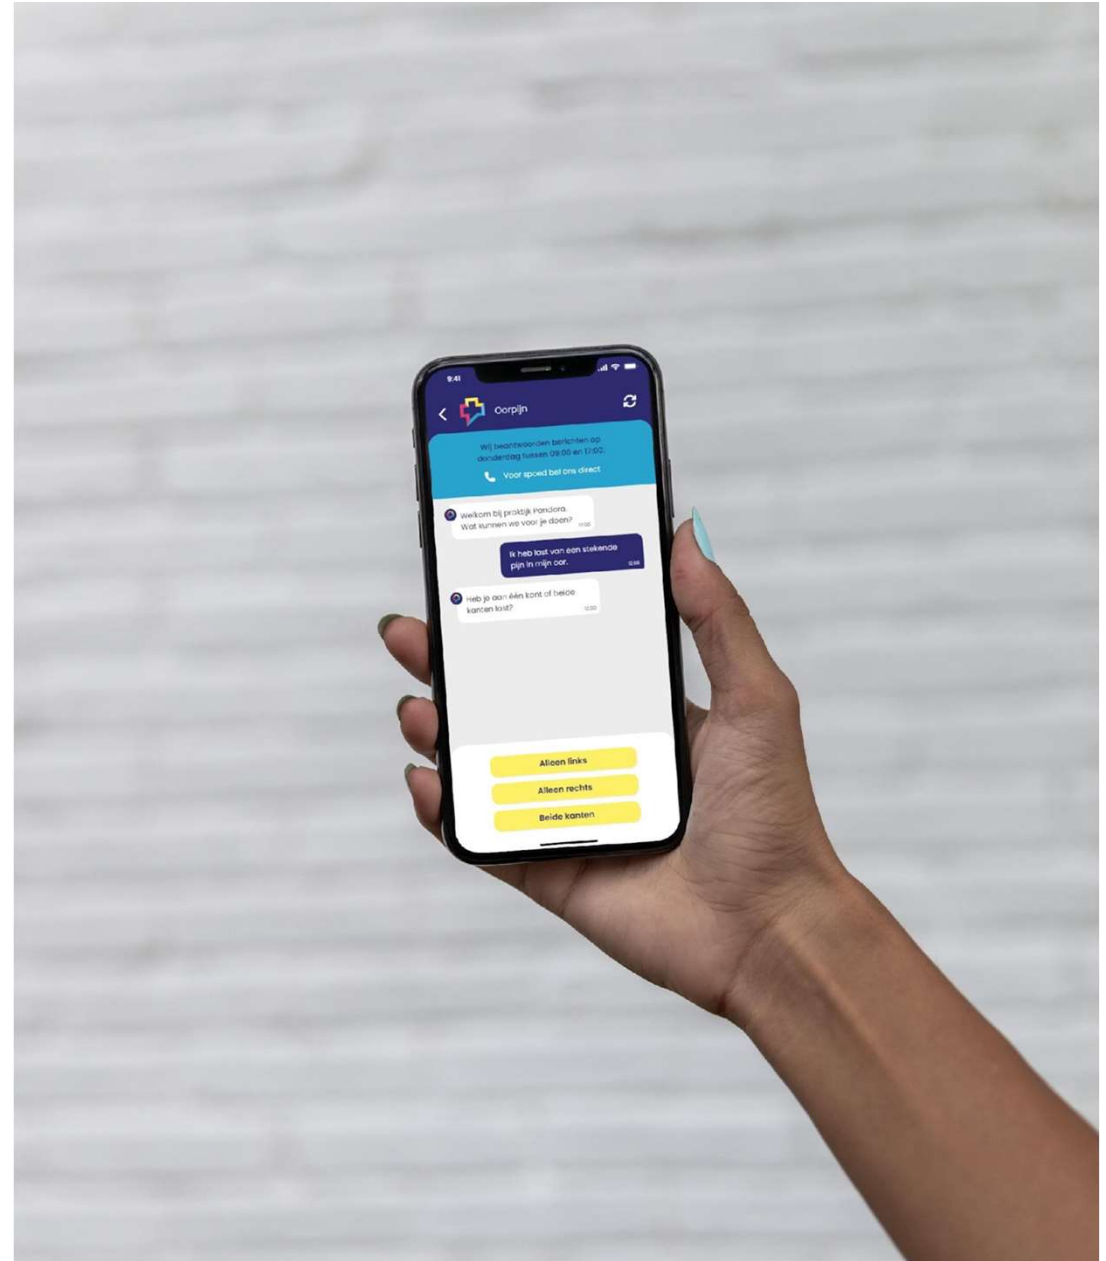 9:41
Oorpijn
Wij beantwoorden berichten op
donderdag tussen 09:00 en 17:00.
Voor spoed bel ons direct
Welkom bij praktijk Pandora.
Wat kunnen we voor je doen?
Ik heb last van een stekende
pijn in mijn oor.
Heb je aan één kant of beide
kanten last?
Alleen links
Alleen rechts
Beide kanten